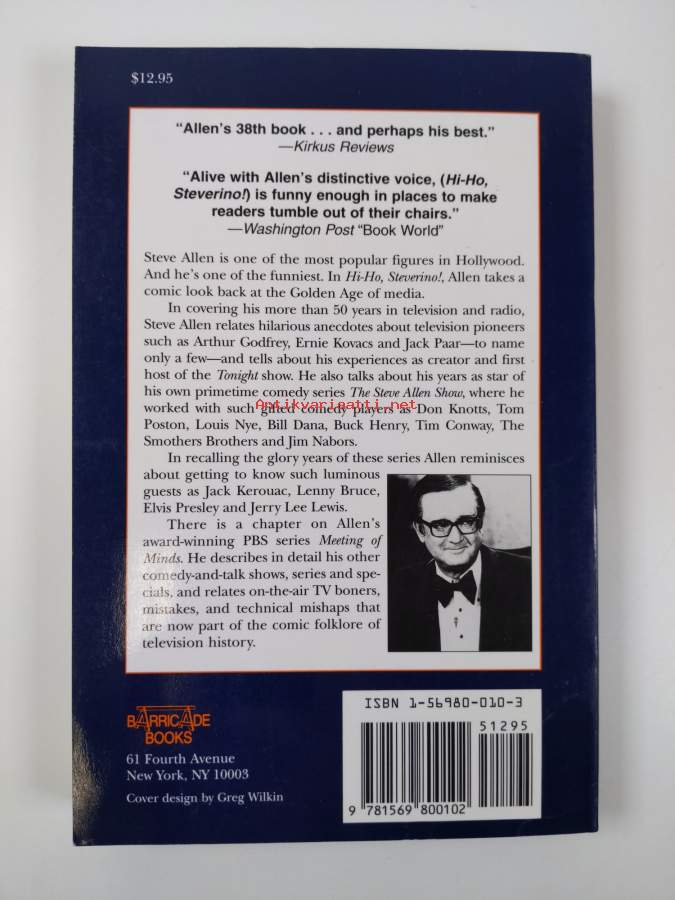 $12.95
“Allen’s 38th book . . . and perhaps his best.”
—Kirkus Reviews
“Alive with Allen’s distinctive voice, (Hi-Ho,
Steverino!) is funny enough in places to make
readers tumble out of their chairs.”
—Washington Post “Book World”
Steve Allen is one of the most popular figures in Hollywood.
And he’s one of the funniest. In Hi-Ho, Steverino!, Allen takes a
comic look back at the Golden Age of media.
In covering his more than 50 years in television and radio,
Steve Allen relates hilarious anecdotes about television pioneers
such as Arthur Godfrey, Ernie Kovacs and Jack Paar—to name
only a few—and tells about his experiences as creator and first
host of the Tonight show. He also talks about his years as star of
his own primetime comedy series The Steve Allen Show, where he
Antikvariaatti.net
worked with such gifted comedy players as Don Knotts, Tom
Poston, Louis Nye, Bill Dana, Buck Henry, Tim Conway, The
Smothers Brothers and Jim Nabors.
In recalling the glory years of these series Allen reminisces
about getting to know such luminous
guests as Jack Kerouac, Lenny Bruce,
Elvis Presley and Jerry Lee Lewis.
There is a chapter on Allen’s
award-winning PBS series Meeting of
Minds. He describes in detail his other
comedy-and-talk shows, series and spe-
cials, and relates on-the-air TV boners,
mistakes, and technical mishaps that
are now part of the comic folklore of
television history.
BARRICADE
BOOKS
61 Fourth Avenue
New York, NY 10003
Cover design by Greg Wilkin
ISBN 1-56980-010-3
51295
9 781569 800102